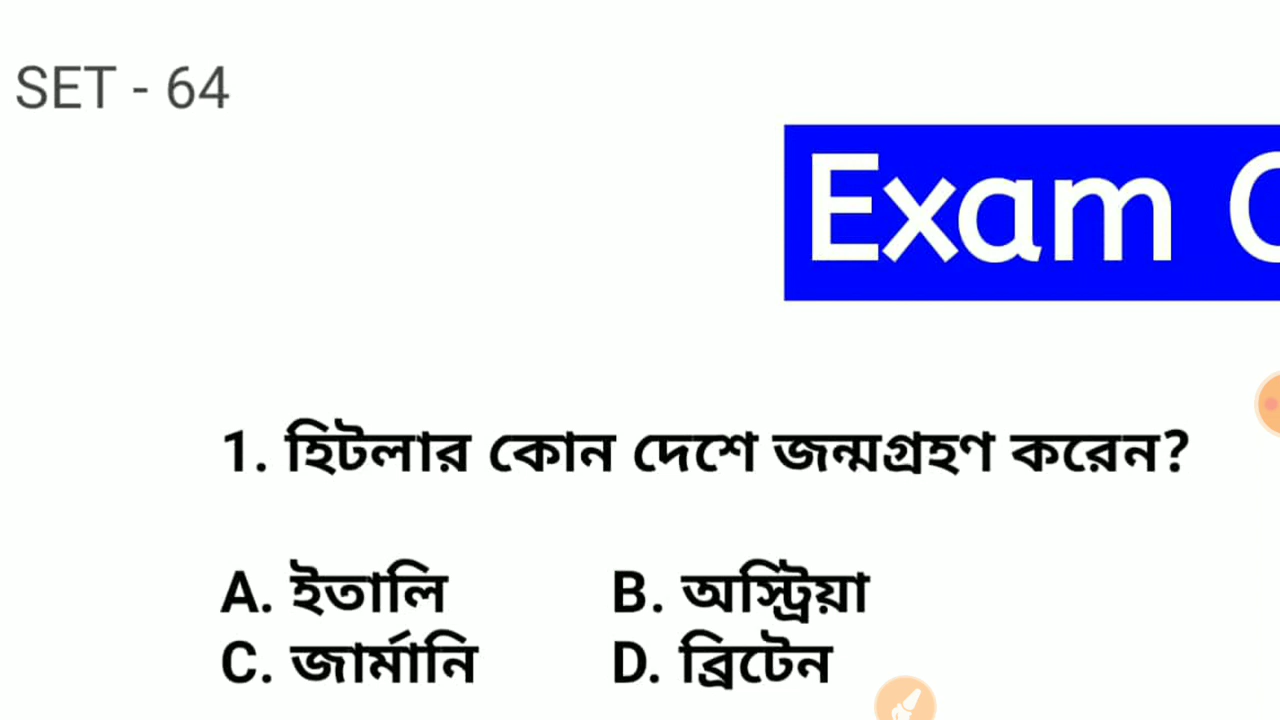 SET - 64
Exam
1. হিটলার কোন দেশে জন্মগ্রহণ করেন?
A. ইতালি B. অস্ট্রিয়া
C. জার্মানি D. ব্রিটেন